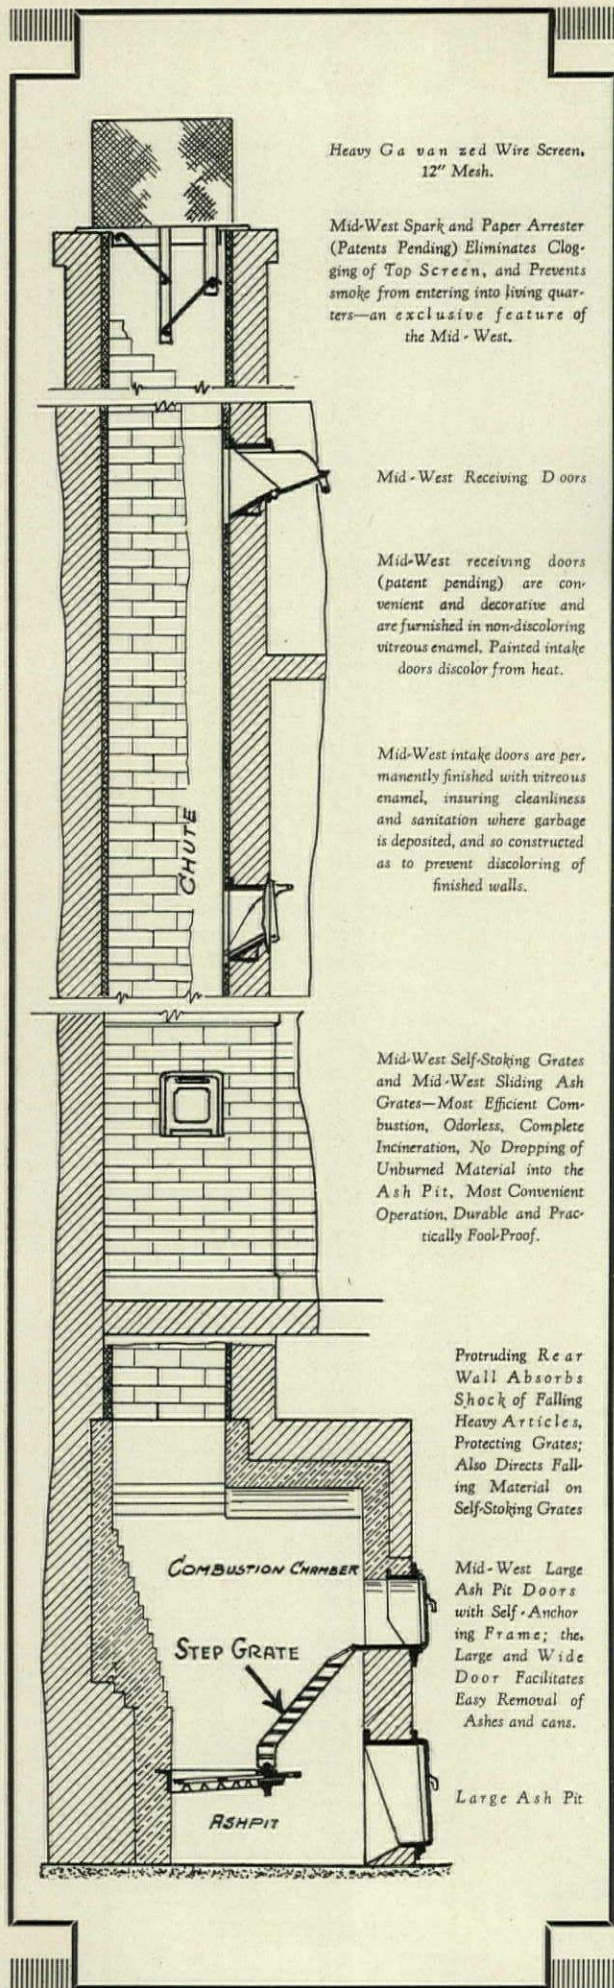 Heavy Ga van zed Wire Screen,
12" Mesh.
Mid-West Spark and Paper Arrester
(Patents Pending) Eliminates Clog-
ging of Top Screen, and Prevents
smoke from entering into living quar-
ters—an exclusive feature of
the Mid-West.
Mid-West Receiving Doors
Mid-West receiving doors
(patent pending) are con-
venient and decorative and
are furnished in non-discoloring
vitreous enamel. Painted intake
doors discolor from heat.
Mid-West intake doors are per-
manently finished with vitreous
enamel, insuring cleanliness
and sanitation where garbage
is deposited, and so constructed
as to prevent discoloring of
finished walls.
CHUTE
Mid-West Self-Stoking Grates
and Mid-West Sliding Ash
Grates—Most Efficient Com-
bustion, Odorless, Complete
Incineration, No Dropping of
Unburned Material into the
Ash Pit, Most Convenient
Operation, Durable and Prac-
tically Fool-Proof.
Protruding Rear
Wall Absorbs
Shock of Falling
Heavy Articles,
Protecting Grates;
Also Directs Fall-
ing Material on
Self-Stoking Grates
COMBUSTION CHAMBER
STEP GRATE
Mid-West Large
Ash Pit Doors
with Self-Anchor
ing Frame; the,
Large and Wide
Door Facilitates
Easy Removal of
Ashes and cans.
Large Ash Pit
ASHPIT